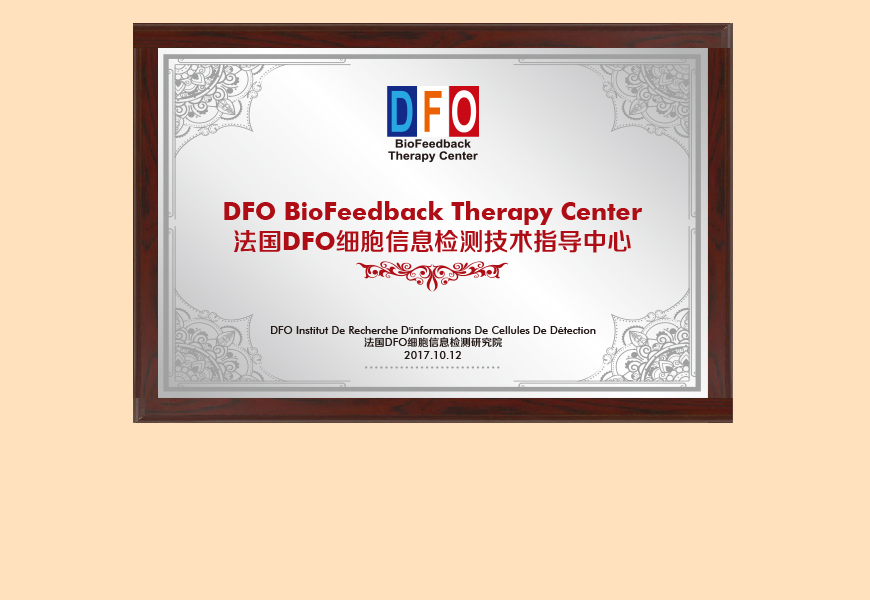 DFO
BioFeedback
Therapy Center
DFO BioFeedback Therapy Center
法国DFO细胞信息检测技术指导中心
DFO Institut De Recherche D'informations De Cellules De Détection
法国DFO细胞信息检测研究院
2017.10.12